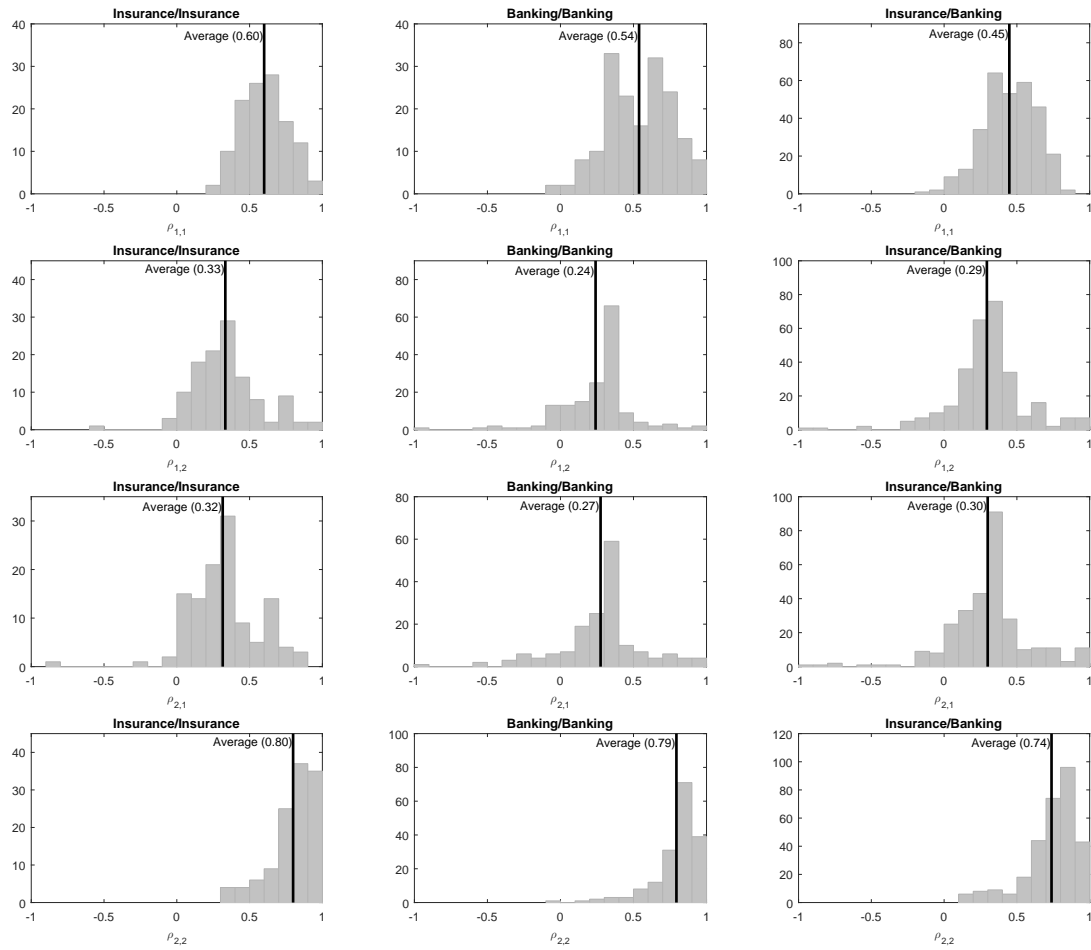 Insurance/Insurance
Average (0.60)
40
30
20
10
0
-1 -0.5 0 0.5 1
ρ1,1
Banking/Banking
Average (0.54)
40
30
20
10
0
-1 -0.5 0 0.5 1
ρ1,1
Insurance/Banking
Average (0.45)
80
60
40
20
0
-1 -0.5 0 0.5 1
ρ1,1
Insurance/Insurance
Average (0.33)
40
30
20
10
0
-1 -0.5 0 0.5 1
ρ1,2
Banking/Banking
Average (0.24)
80
60
40
20
0
-1 -0.5 0 0.5 1
ρ1,2
Insurance/Banking
Average (0.29)
100
80
60
40
20
0
-1 -0.5 0 0.5 1
ρ1,2
Insurance/Insurance
Average (0.32)
30
20
10
0
-1 -0.5 0 0.5 1
ρ2,1
Banking/Banking
Average (0.27)
80
60
40
20
0
-1 -0.5 0 0.5 1
ρ2,1
Insurance/Banking
Average (0.30)
100
80
60
40
20
0
-1 -0.5 0 0.5 1
ρ2,1
Insurance/Insurance
Average (0.80)
40
30
20
10
0
-1 -0.5 0 0.5 1
ρ2,2
Banking/Banking
Average (0.79)
100
80
60
40
20
0
-1 -0.5 0 0.5 1
ρ2,2
Insurance/Banking
Average (0.74)
120
100
80
60
40
20
0
-1 -0.5 0 0.5 1
ρ2,2